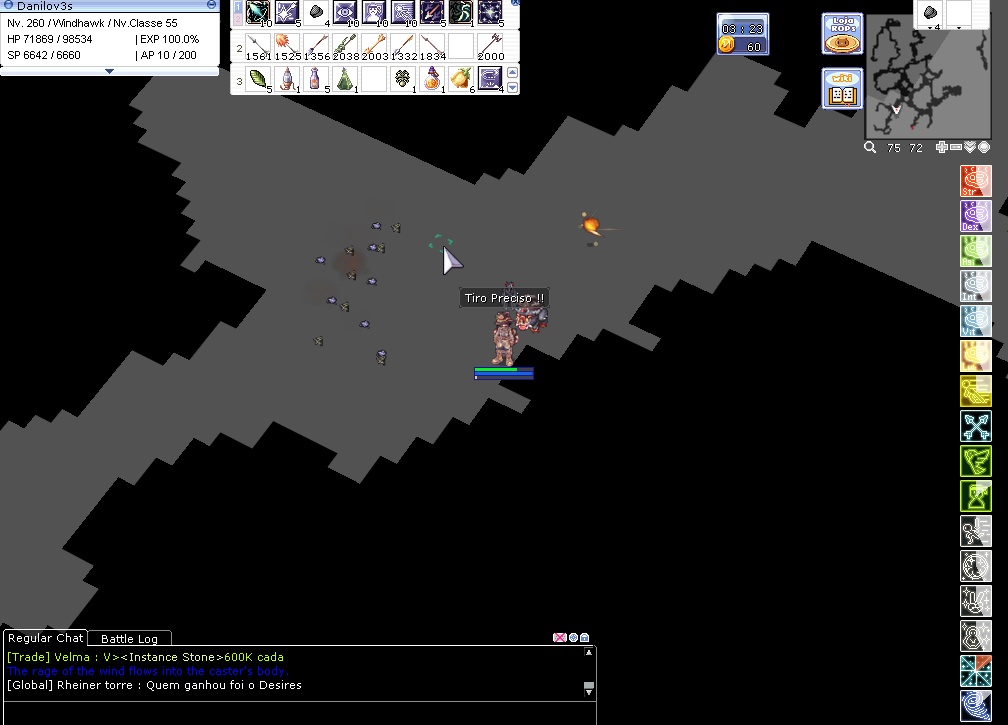 Danilov3s
Nv. 260 / Windhawk / Nv.Classe 55
HP 71869 / 98534 | EXP 100.0%
SP 6642 / 6660 | AP 10 / 200
10 5 4 10 10 10 5 1 5
2 1561 1525 1356 2038 2003 1332 1834 2000
3 5 1 5 1 1 1 6 4
03 : 23
60
Loja
ROPs
wiki
4
75 72
Str
Dex
Agi
Int
Vit
Tiro Preciso !!
Regular Chat Battle Log
[Trade] Velma : V><Instance Stone>600K cada
The rage of the wind flows into the caster's body.
[Global] Rheiner torre : Quem ganhou foi o Desires